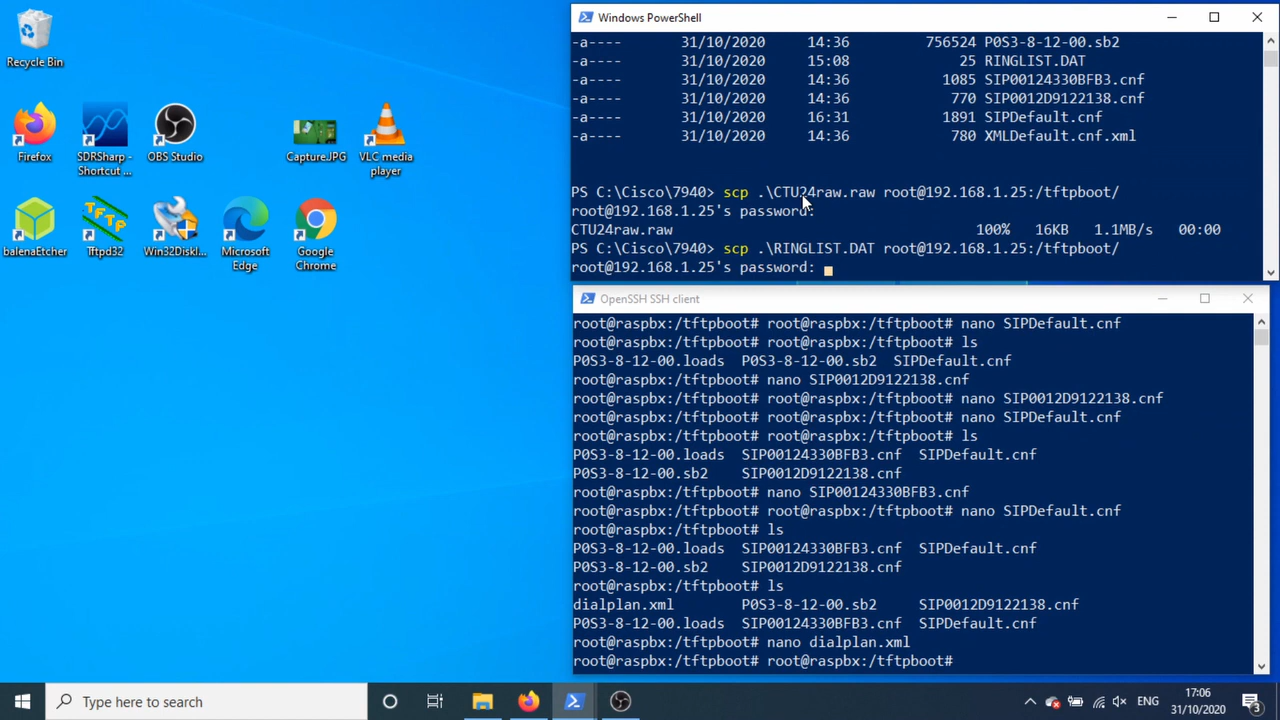 Recycle Bin
Firefox
SDRSharp -
Shortcut ...
OBS Studio
CaptureJPG
VLC media
player
balenaEtcher
TFTP
Tftpd32
Win32Diskl...
Microsoft
Edge
Google
Chrome
Windows PowerShell
-a---- 31/10/2020 14:36 756524 P0S3-8-12-00.sb2
-a---- 31/10/2020 15:08 25 RINGLIST.DAT
-a---- 31/10/2020 14:36 1085 SIP00124330BFB3.cnf
-a---- 31/10/2020 14:36 770 SIP0012D9122138.cnf
-a---- 31/10/2020 16:31 1891 SIPDefault.cnf
-a---- 31/10/2020 14:36 780 XMLDefault.cnf.xml
PS C:\Cisco\7940> scp .\CTU24raw.raw root@192.168.1.25:/tftpboot/
root@192.168.1.25's password:
CTU24raw.raw 100% 16KB 1.1MB/s 00:00
PS C:\Cisco\7940> scp .\RINGLIST.DAT root@192.168.1.25:/tftpboot/
root@192.168.1.25's password:
OpenSSH SSH client
root@raspbx:/tftpboot# root@raspbx:/tftpboot# nano SIPDefault.cnf
root@raspbx:/tftpboot# ls
P0S3-8-12-00.loads P0S3-8-12-00.sb2 SIPDefault.cnf
root@raspbx:/tftpboot# nano SIP0012D9122138.cnf
root@raspbx:/tftpboot# root@raspbx:/tftpboot# nano SIP0012D9122138.cnf
root@raspbx:/tftpboot# root@raspbx:/tftpboot# nano SIPDefault.cnf
root@raspbx:/tftpboot# root@raspbx:/tftpboot# ls
P0S3-8-12-00.loads SIP00124330BFB3.cnf SIPDefault.cnf
P0S3-8-12-00.sb2 SIP0012D9122138.cnf
root@raspbx:/tftpboot# nano SIP00124330BFB3.cnf
root@raspbx:/tftpboot# root@raspbx:/tftpboot# nano SIPDefault.cnf
root@raspbx:/tftpboot# ls
P0S3-8-12-00.loads SIP00124330BFB3.cnf SIPDefault.cnf
P0S3-8-12-00.sb2 SIP0012D9122138.cnf
root@raspbx:/tftpboot# ls
dialplan.xml P0S3-8-12-00.sb2 SIP0012D9122138.cnf
P0S3-8-12-00.loads SIP00124330BFB3.cnf SIPDefault.cnf
root@raspbx:/tftpboot# nano dialplan.xml
root@raspbx:/tftpboot# root@raspbx:/tftpboot#
Type here to search
ENG
17:06
31/10/2020
3